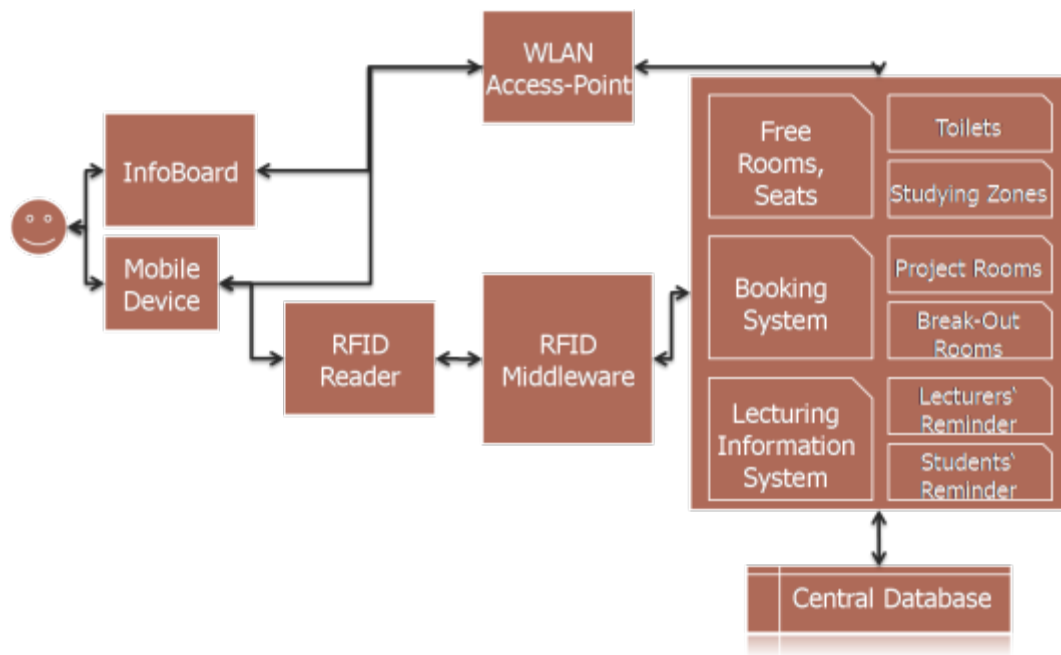 WLAN
Access-Point
InfoBoard
Mobile
Device
RFID
Reader
RFID
Middleware
Free
Rooms,
Seats
Toilets
Studying Zones
Booking
System
Project Rooms
Break-Out
Rooms
Lecturing
Information
System
Lecturers‘
Reminder
Students‘
Reminder
Central Database